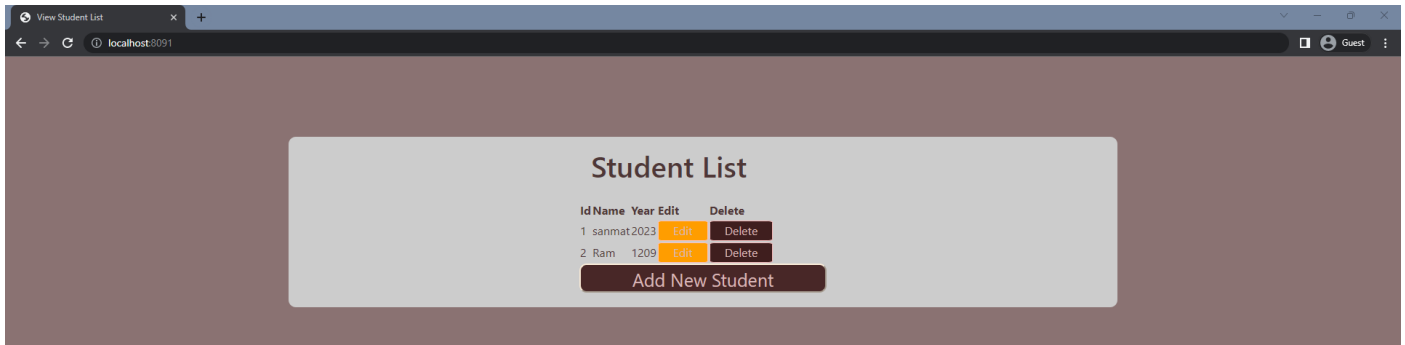 View Student List
localhost:8091
Guest
Student List
Id Name Year Edit Delete
1 sanmat 2023 Edit Delete
2 Ram 1209 Edit Delete
Add New Student